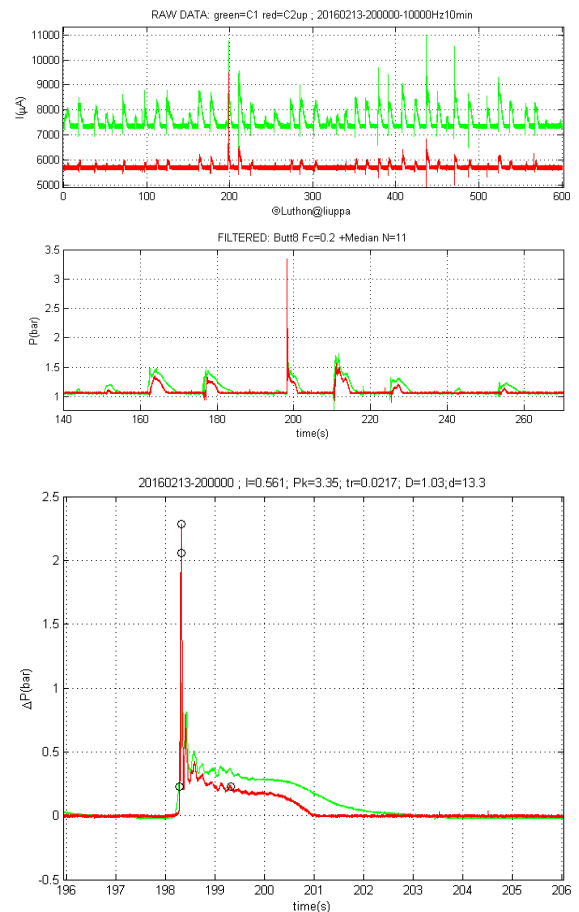 RAW DATA: green=C1 red=C2up ; 20160213-200000-10000Hz10min
11000
10000
9000
8000
7000
6000
5000
I(µA)
0 100 200 300 400 500 600
©Luthon@liuppa
FILTERED: Butt8 Fc=0.2 +Median N=11
3.5
3
2.5
2
1.5
1
P(bar)
140 160 180 200 220 240 260
time(s)
20160213-200000 ; I=0.561; Pk=3.35; tr=0.0217; D=1.03;d=13.3
2.5
2
1.5
1
0.5
0
-0.5
ΔP(bar)
196 197 198 199 200 201 202 203 204 205 206
time(s)